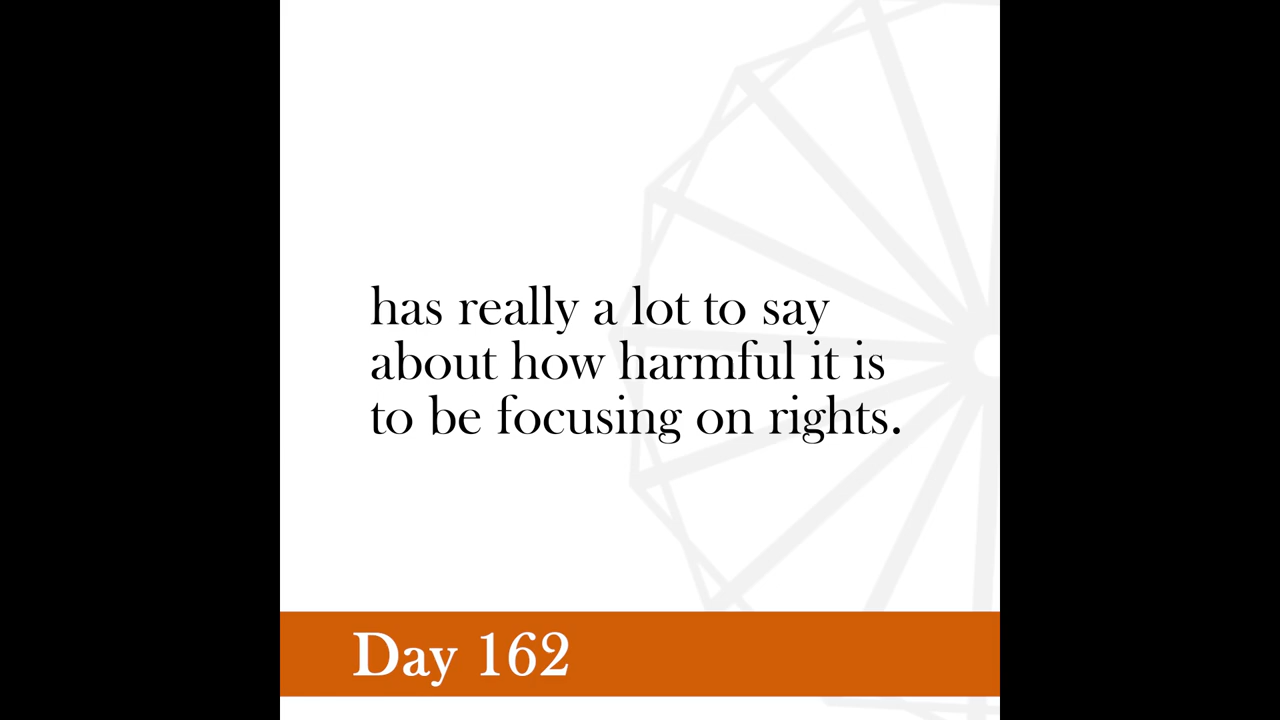 has really a lot to say
about how harmful it is
to be focusing on rights.
Day 162